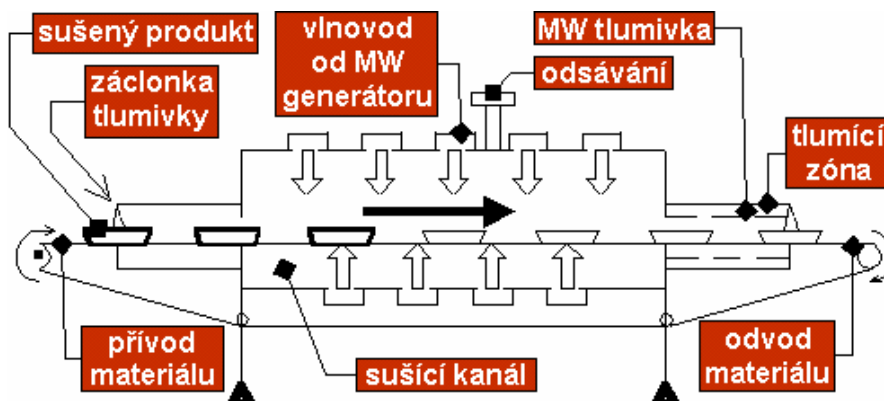 sušený produkt
vlnovod
od MW
generátoru
MW tlumivka
odsávání
záclonka
tlumivky
tlumící
zóna
přívod
materiálu
sušící kanál
odvod
materiálu